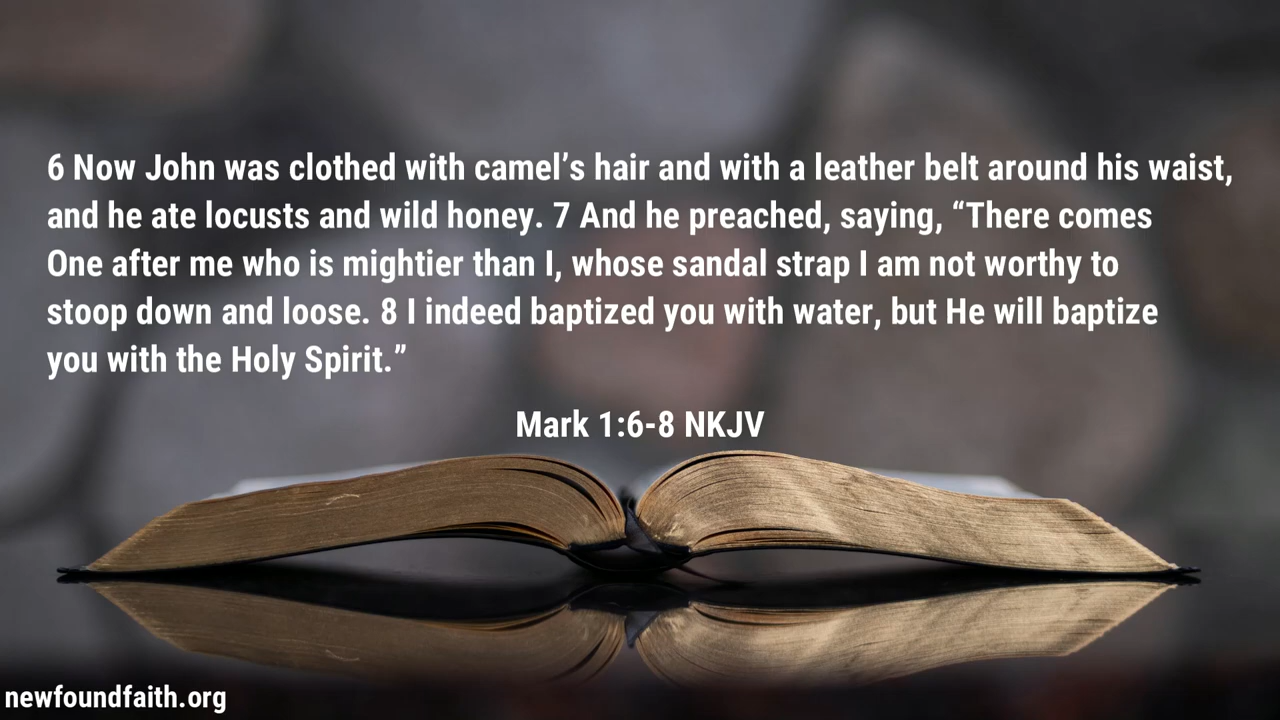 6 Now John was clothed with camel’s hair and with a leather belt around his waist,
and he ate locusts and wild honey. 7 And he preached, saying, “There comes
One after me who is mightier than I, whose sandal strap I am not worthy to
stoop down and loose. 8 I indeed baptized you with water, but He will baptize
you with the Holy Spirit.”
Mark 1:6-8 NKJV
newfoundfaith.org